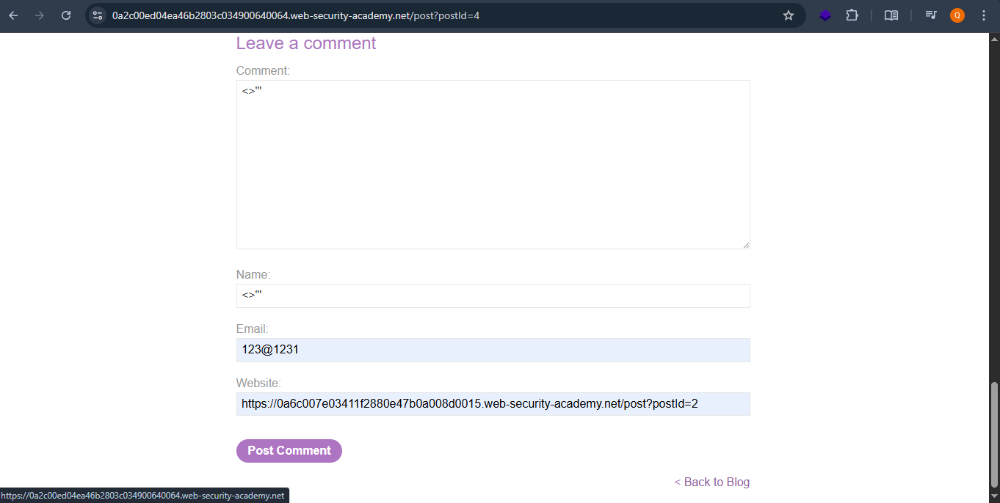 0a2c00ed04ea46b2803c034900640064.web-security-academy.net/post?postId=4
Q
Leave a comment
Comment:
<>"'
Name:
<>"'
Email:
123@1231
Website:
https://0a6c007e03411f2880e47b0a008d0015.web-security-academy.net/post?postId=2
Post Comment
< Back to Blog
https://0a2c00ed04ea46b2803c034900640064.web-security-academy.net